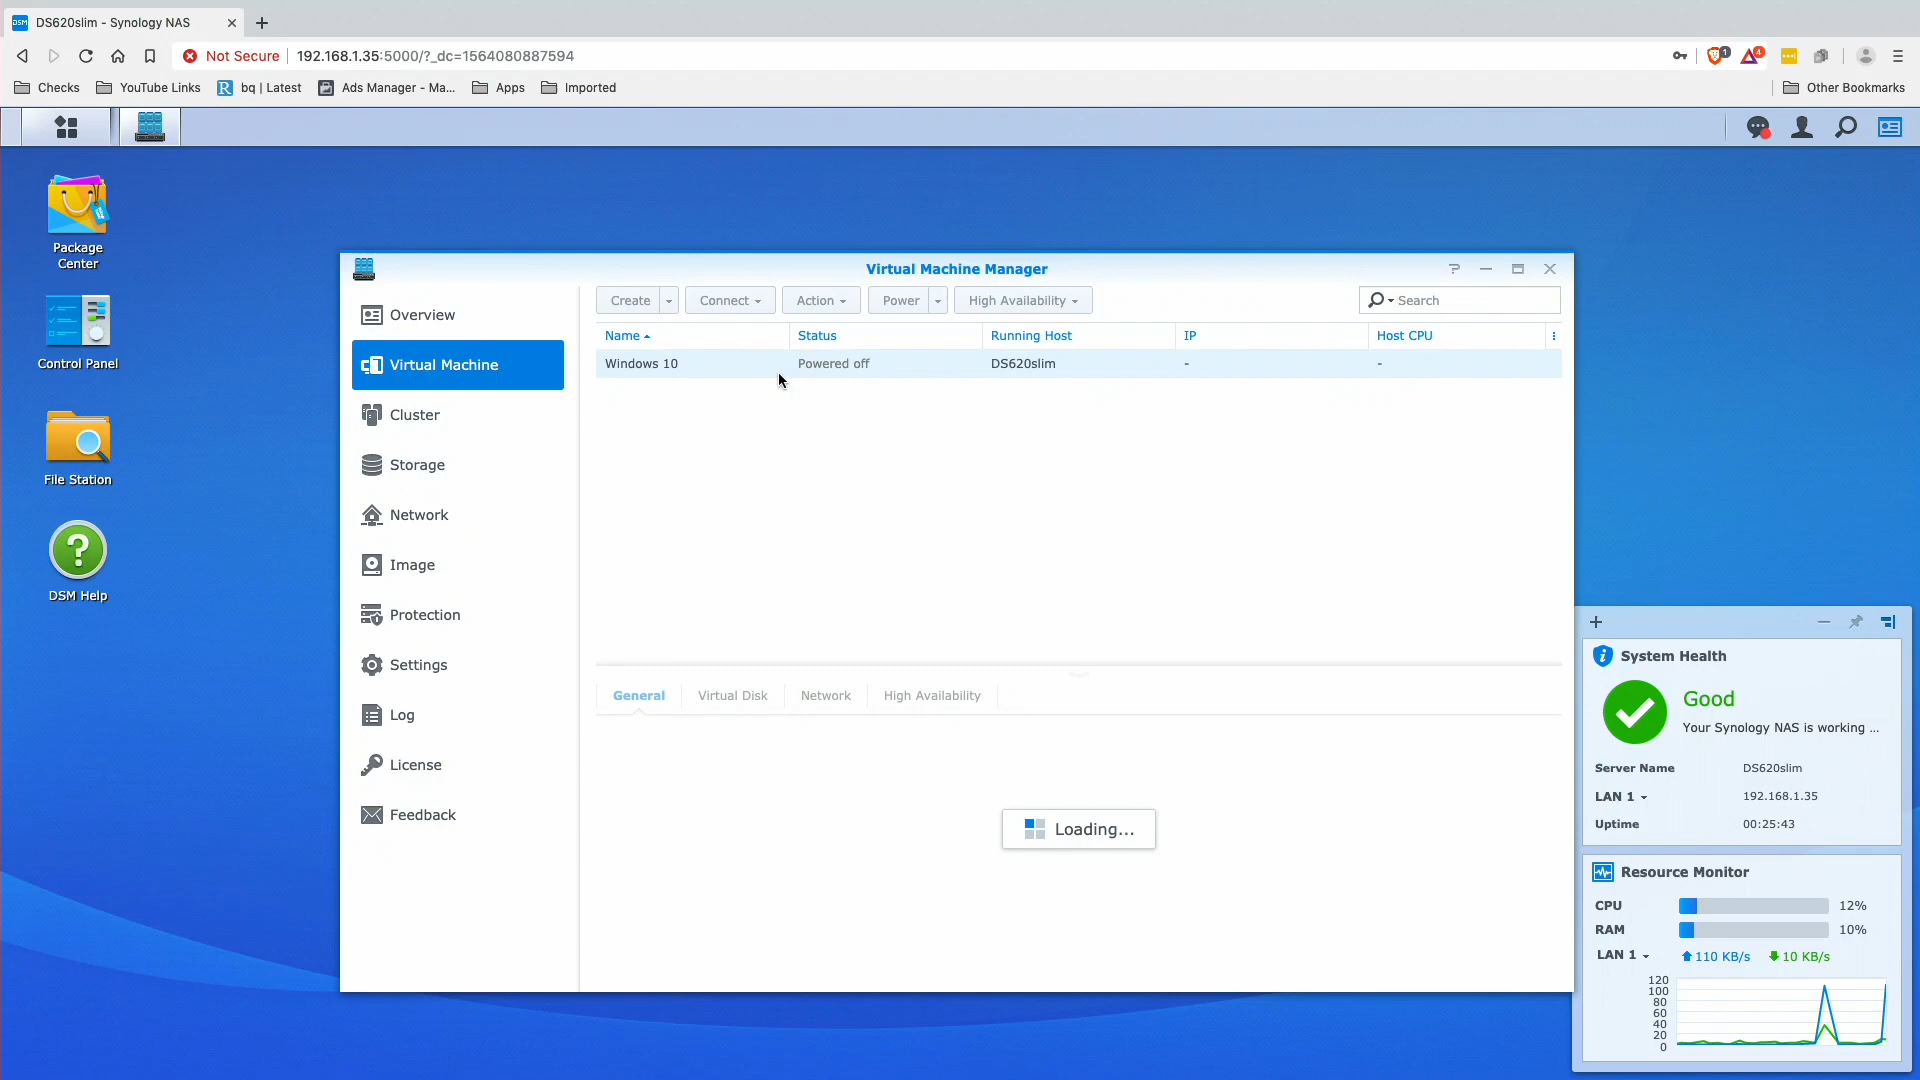 DSM DS620slim - Synology NAS
Not Secure 192.168.1.35:5000/?_dc=1564080887594 1 4
Checks YouTube Links R bq | Latest Ads Manager - Ma... Apps Imported Other Bookmarks
Package
Center
Control Panel
File Station
DSM Help
Virtual Machine Manager
Overview
Virtual Machine
Cluster
Storage
Network
Image
Protection
Settings
Log
License
Feedback
Create Connect Action Power High Availability Search
Name Status Running Host IP Host CPU
Windows 10 Powered off DS620slim - -
General Virtual Disk Network High Availability
Loading...
System Health
Good
Your Synology NAS is working ...
Server Name DS620slim
LAN 1 192.168.1.35
Uptime 00:25:43
Resource Monitor
CPU 12%
RAM 10%
LAN 1 110 KB/s 10 KB/s
120
100
80
60
40
20
0